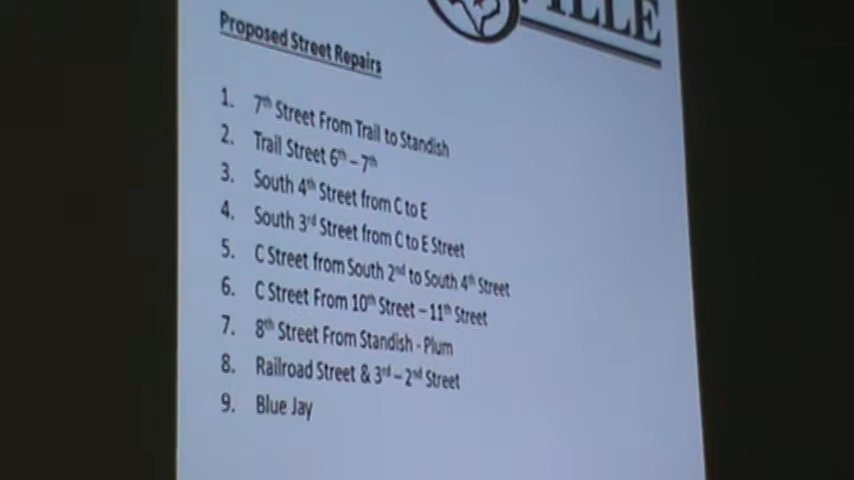 VILLE
Proposed Street Repairs
1. 7th Street From Trail to Standish
2. Trail Street 6th – 7th
3. South 4th Street from C to E
4. South 3rd Street from C to E Street
5. C Street from South 2nd to South 4th Street
6. C Street From 10th Street – 11th Street
7. 8th Street From Standish - Plum
8. Railroad Street & 3rd – 2nd Street
9. Blue Jay